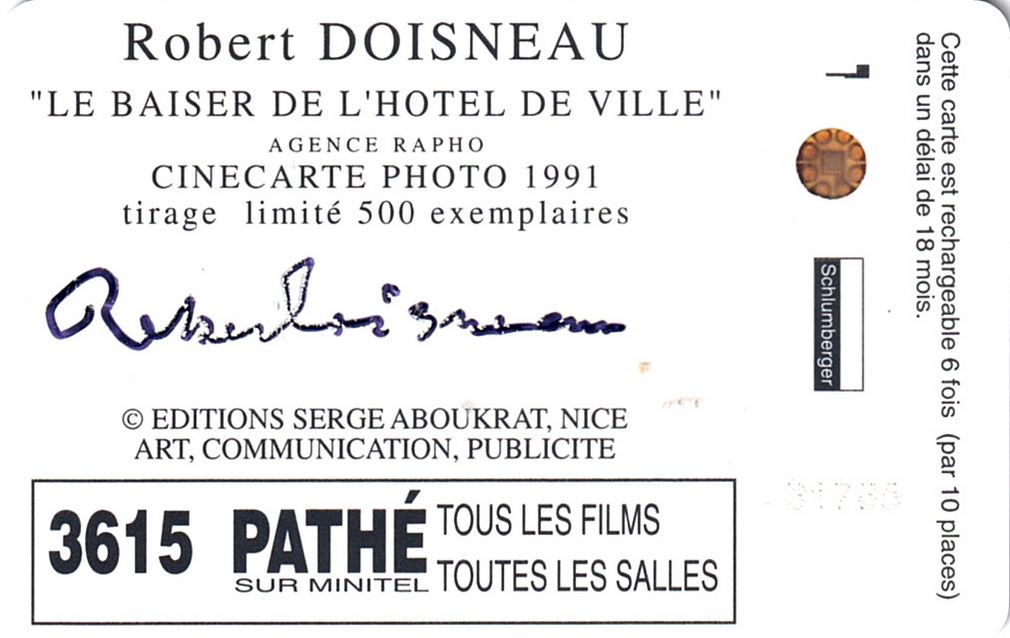 Robert DOISNEAU
"LE BAISER DE L'HOTEL DE VILLE"
AGENCE RAPHO
CINECARTE PHOTO 1991
tirage limité 500 exemplaires
Robert Doisneau
© EDITIONS SERGE ABOUKRAT, NICE
ART, COMMUNICATION, PUBLICITE
3615 PATHÉ
SUR MINITEL
TOUS LES FILMS
TOUTES LES SALLES
Schlumberger
Cette carte est rechargeable 6 fois (par 10 places)
dans un délai de 18 mois.